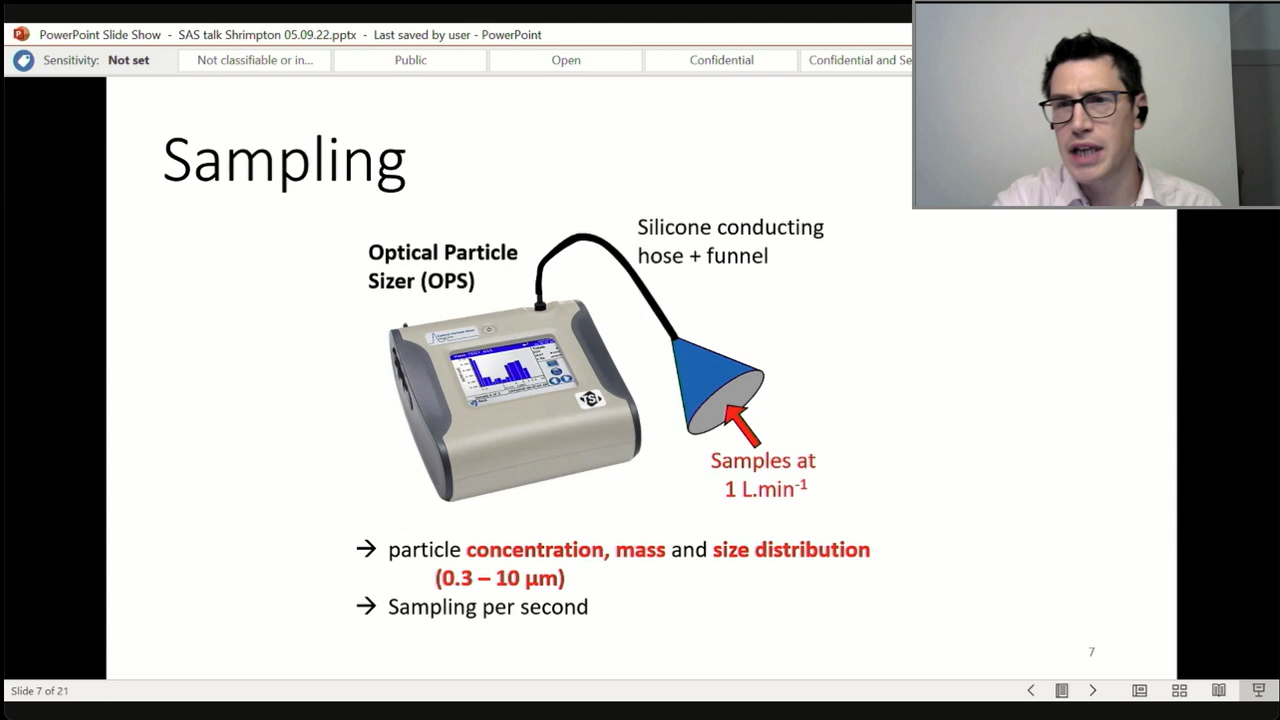 PowerPoint Slide Show - SAS talk Shrimpton 05.09.22.pptx - Last saved by user - PowerPoint
Sensitivity: Not set
Not classifiable or in...
Public
Open
Confidential
Confidential and Se
Sampling
Optical Particle
Sizer (OPS)
Silicone conducting
hose + funnel
TSI
Samples at
1 L.min⁻¹
→ particle concentration, mass and size distribution
(0.3 – 10 µm)
→ Sampling per second
7
Slide 7 of 21